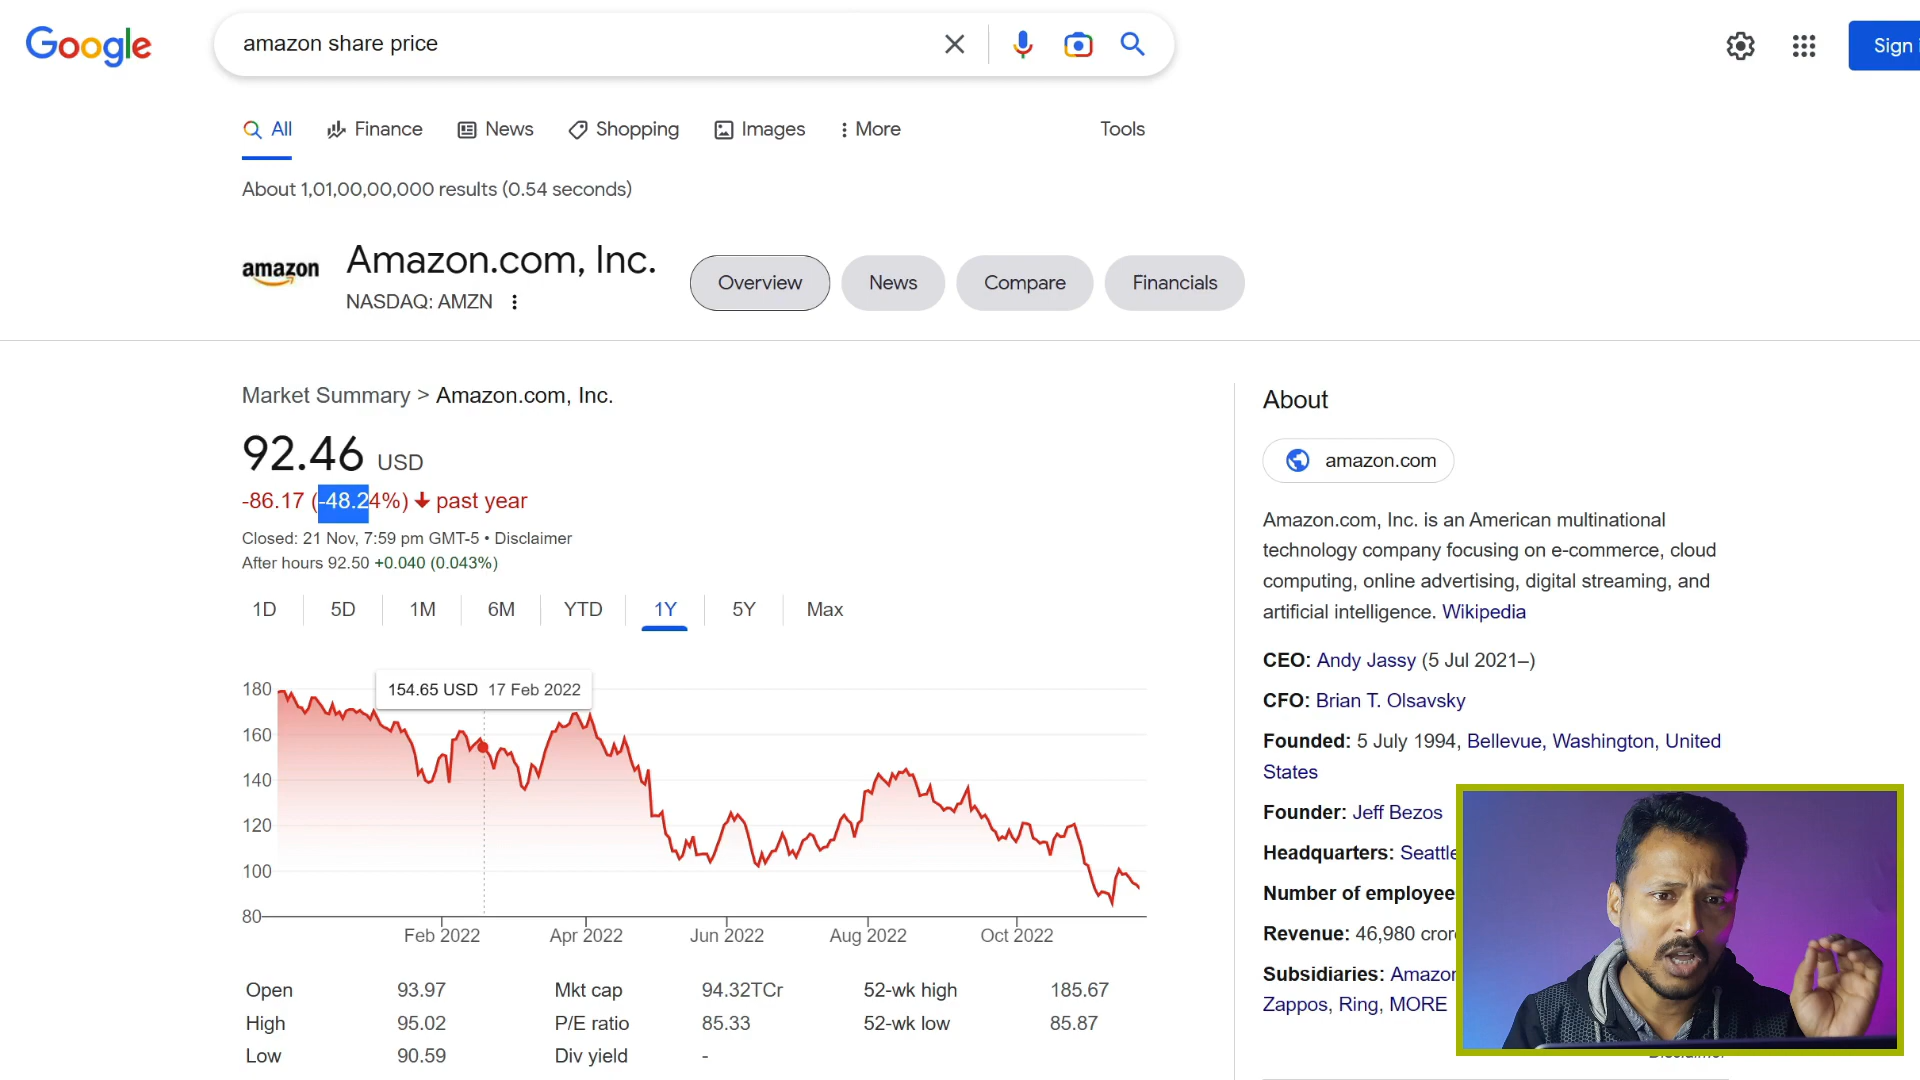 Google
amazon share price
Sign i
All
Finance
News
Shopping
Images
More
Tools
About 1,01,00,00,000 results (0.54 seconds)
amazon
Amazon.com, Inc.
NASDAQ: AMZN
Overview
News
Compare
Financials
Market Summary > Amazon.com, Inc.
92.46 USD
-86.17 (-48.24%) past year
Closed: 21 Nov, 7:59 pm GMT-5 • Disclaimer
After hours 92.50 +0.040 (0.043%)
1D
5D
1M
6M
YTD
1Y
5Y
Max
154.65 USD 17 Feb 2022
180
160
140
120
100
80
Feb 2022
Apr 2022
Jun 2022
Aug 2022
Oct 2022
Open 93.97 Mkt cap 94.32TCr 52-wk high 185.67
High 95.02 P/E ratio 85.33 52-wk low 85.87
Low 90.59 Div yield -
About
amazon.com
Amazon.com, Inc. is an American multinational
technology company focusing on e-commerce, cloud
computing, online advertising, digital streaming, and
artificial intelligence. Wikipedia
CEO: Andy Jassy (5 Jul 2021–)
CFO: Brian T. Olsavsky
Founded: 5 July 1994, Bellevue, Washington, United
States
Founder: Jeff Bezos
Headquarters: Seattle
Number of employee
Revenue: 46,980 cror
Subsidiaries: Amazon
Zappos, Ring, MORE